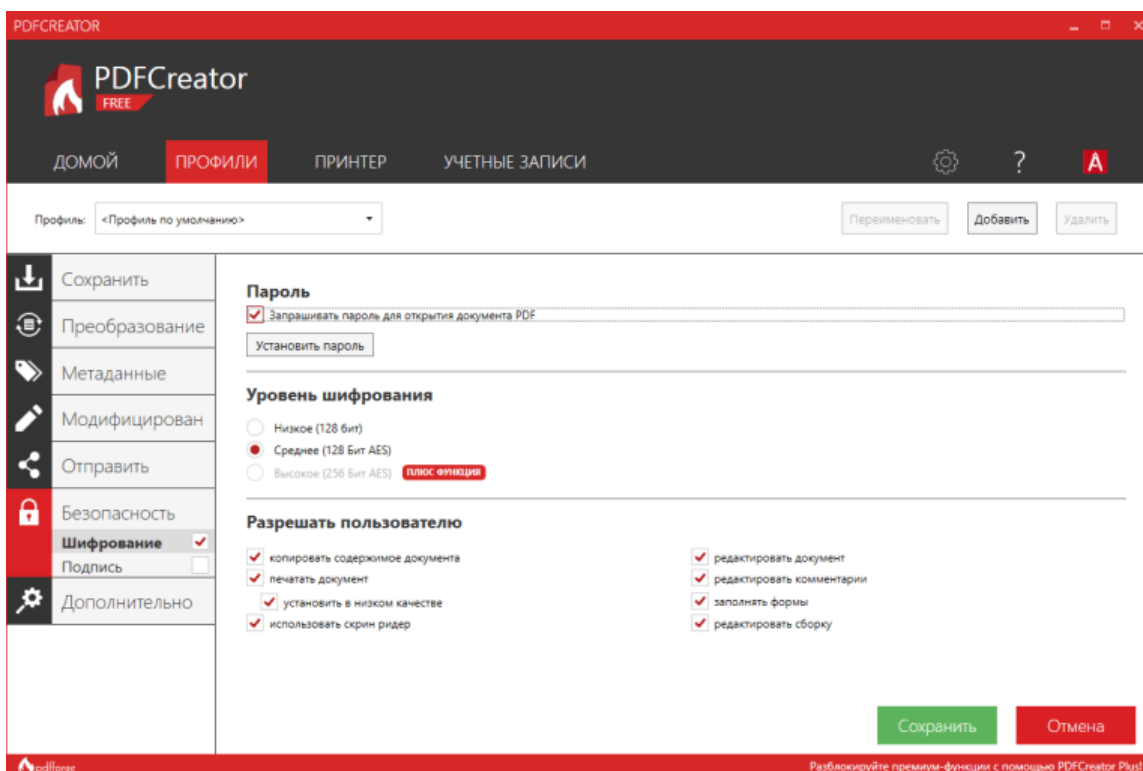 PDFCREATOR
PDFCreator
FREE
ДОМОЙ ПРОФИЛИ ПРИНТЕР УЧЕТНЫЕ ЗАПИСИ ?
Профиль: <Профиль по умолчанию> Переименовать Добавить Удалить
Сохранить
Преобразование
Метаданные
Модифицирован
Отправить
Безопасность
Шифрование
Подпись
Дополнительно
Пароль
Запрашивать пароль для открытия документа PDF
Установить пароль
Уровень шифрования
Низкое (128 бит)
Среднее (128 Бит AES)
Высокое (256 Бит AES) ПЛЮС ФУНКЦИЯ
Разрешать пользователю
копировать содержимое документа
печатать документ
установить в низком качестве
использовать скрин ридер
редактировать документ
редактировать комментарии
заполнять формы
редактировать сборку
Сохранить Отмена
pdfforge Разблокируйте премиум-функции с помощью PDFCreator Plus!